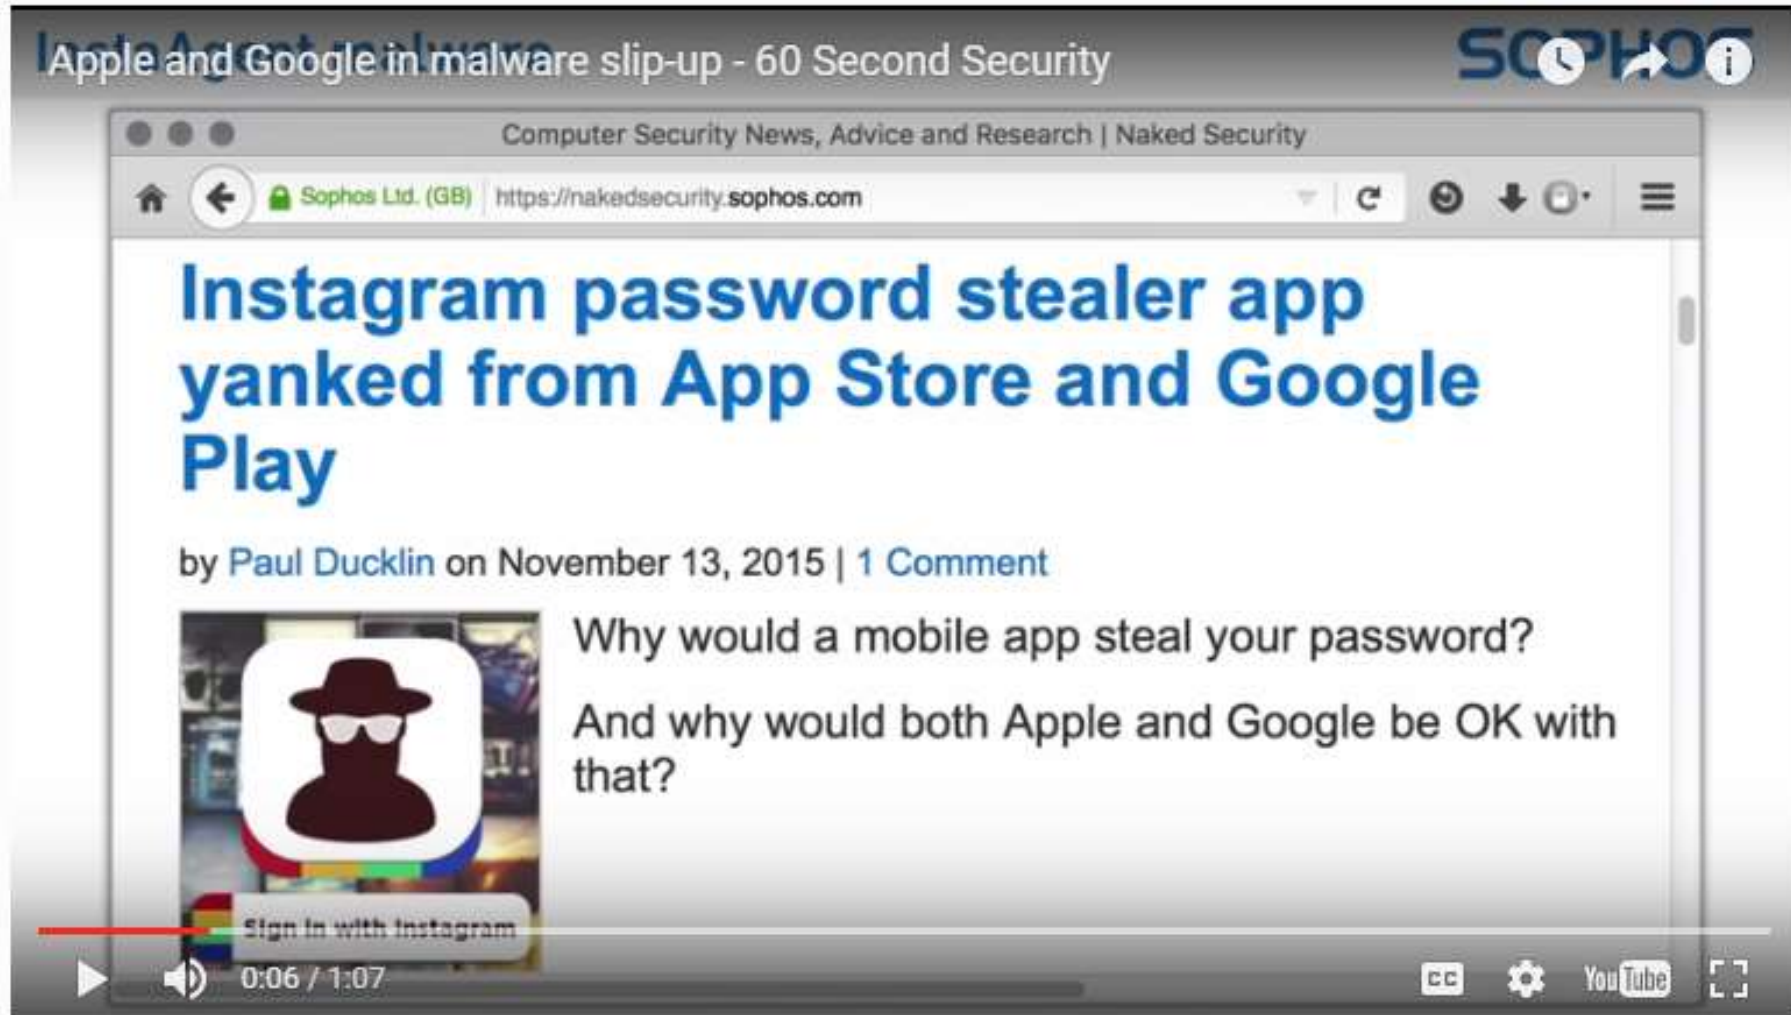 InstaAgent malware
Apple and Google in malware slip-up - 60 Second Security
SOPHOS
Computer Security News, Advice and Research | Naked Security
Sophos Ltd. (GB) https://nakedsecurity.sophos.com
Instagram password stealer app
yanked from App Store and Google
Play
by Paul Ducklin on November 13, 2015 | 1 Comment
Why would a mobile app steal your password?
And why would both Apple and Google be OK with
that?
Sign in with Instagram
0:06 / 1:07
CC
YouTube